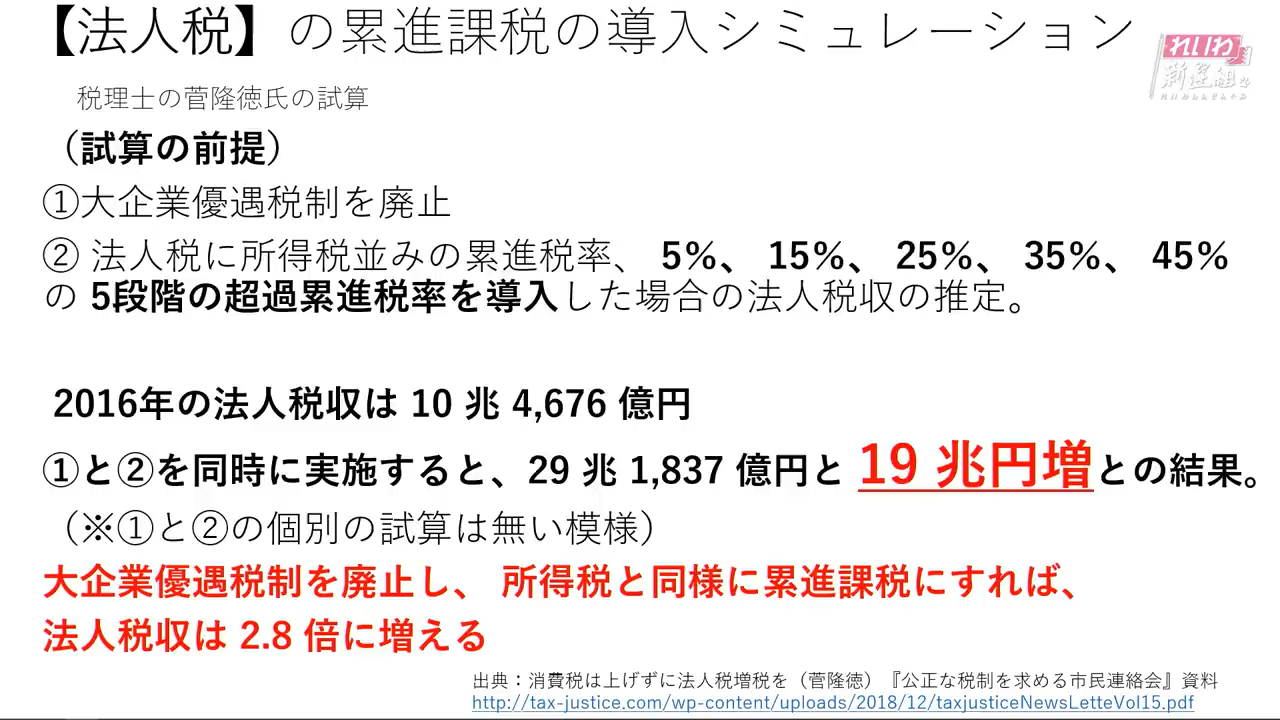 【法人税】の累進課税の導入シミュレーション
れいわ
新選組
税理士の菅隆徳氏の試算
（試算の前提）
①大企業優遇税制を廃止
② 法人税に所得税並みの累進税率、 5%、 15%、 25%、 35%、 45%
の 5段階の超過累進税率を導入した場合の法人税収の推定。
2016年の法人税収は 10 兆 4,676 億円
①と②を同時に実施すると、29 兆 1,837 億円と 19 兆円増との結果。
（※①と②の個別の試算は無い模様）
大企業優遇税制を廃止し、 所得税と同様に累進課税にすれば、
法人税収は 2.8 倍に増える
出典：消費税は上げずに法人税増税を（菅隆徳）『公正な税制を求める市民連絡会』資料
http://tax-justice.com/wp-content/uploads/2018/12/taxjusticeNewsLetteVol15.pdf